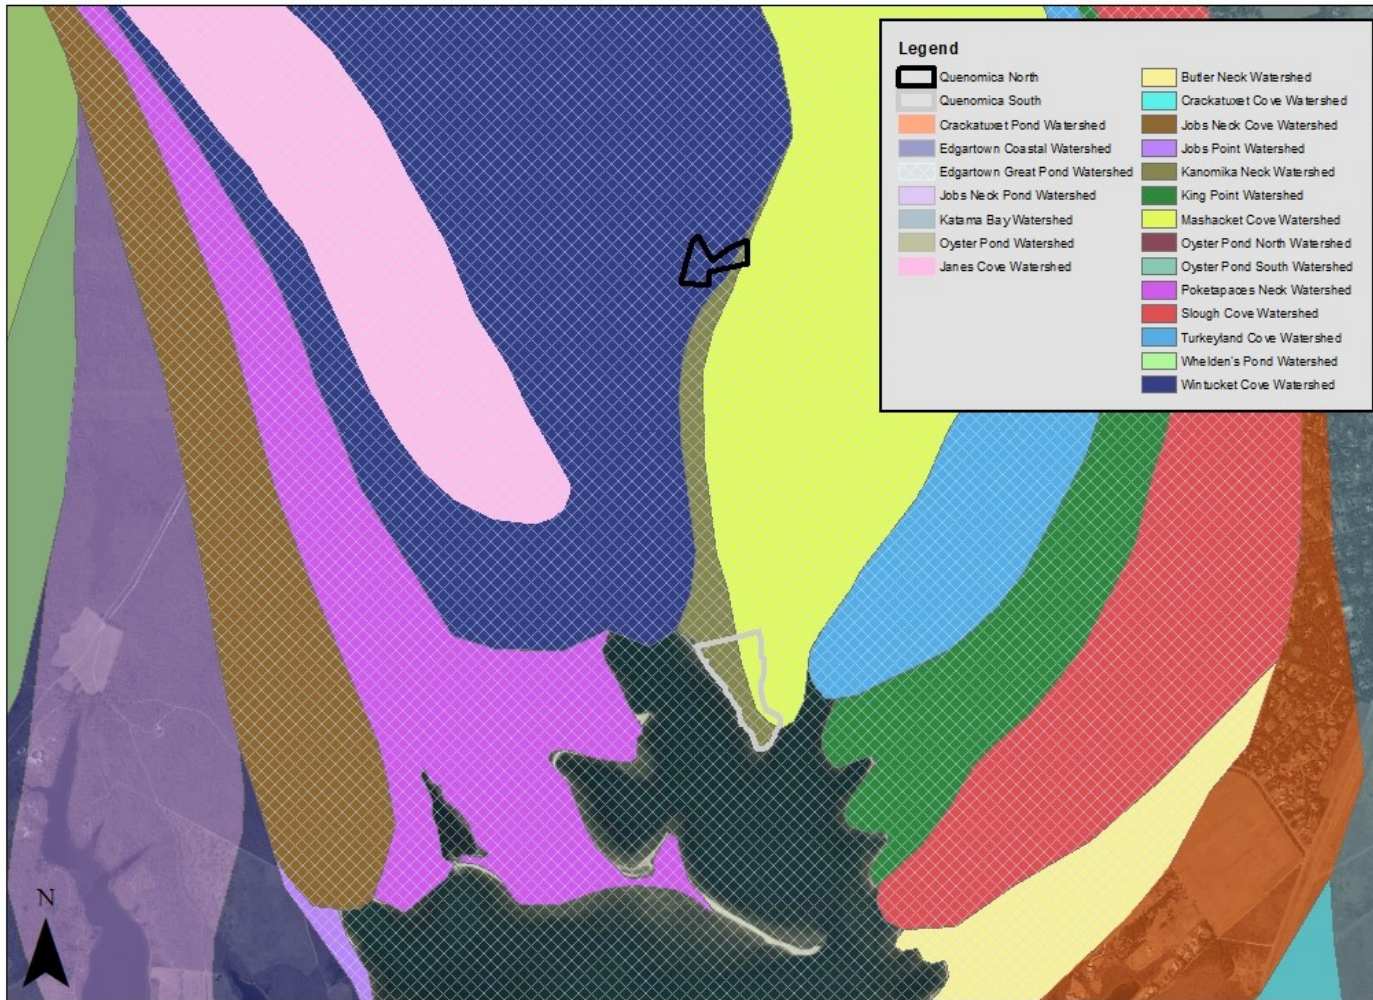 Legend
Quenomica North
Quenomica South
Crackatuxet Pond Watershed
Edgartown Coastal Watershed
Edgartown Great Pond Watershed
Jobs Neck Pond Watershed
Katama Bay Watershed
Oyster Pond Watershed
Janes Cove Watershed
Butler Neck Watershed
Crackatuxet Cove Watershed
Jobs Neck Cove Watershed
Jobs Point Watershed
Kanomika Neck Watershed
King Point Watershed
Mashacket Cove Watershed
Oyster Pond North Watershed
Oyster Pond South Watershed
Poketapaces Neck Watershed
Slough Cove Watershed
Turkeyland Cove Watershed
Whelden's Pond Watershed
Wintucket Cove Watershed
N